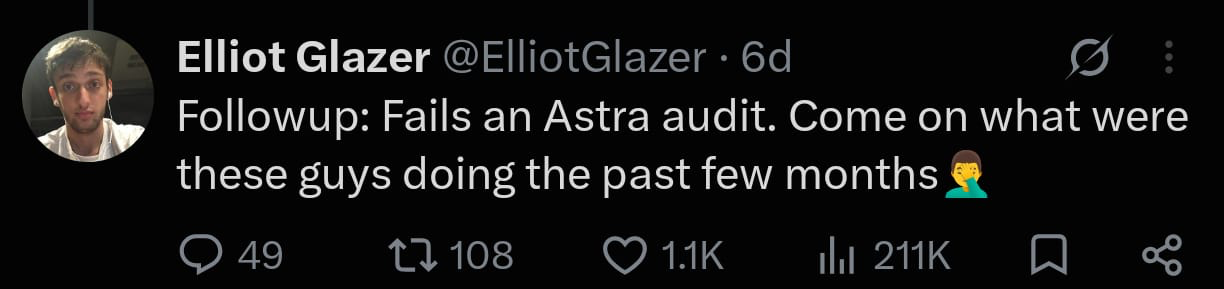 Elliot Glazer @ElliotGlazer · 6d
Followup: Fails an Astra audit. Come on what were
these guys doing the past few months🤦‍♂️
49 108 1.1K 211K